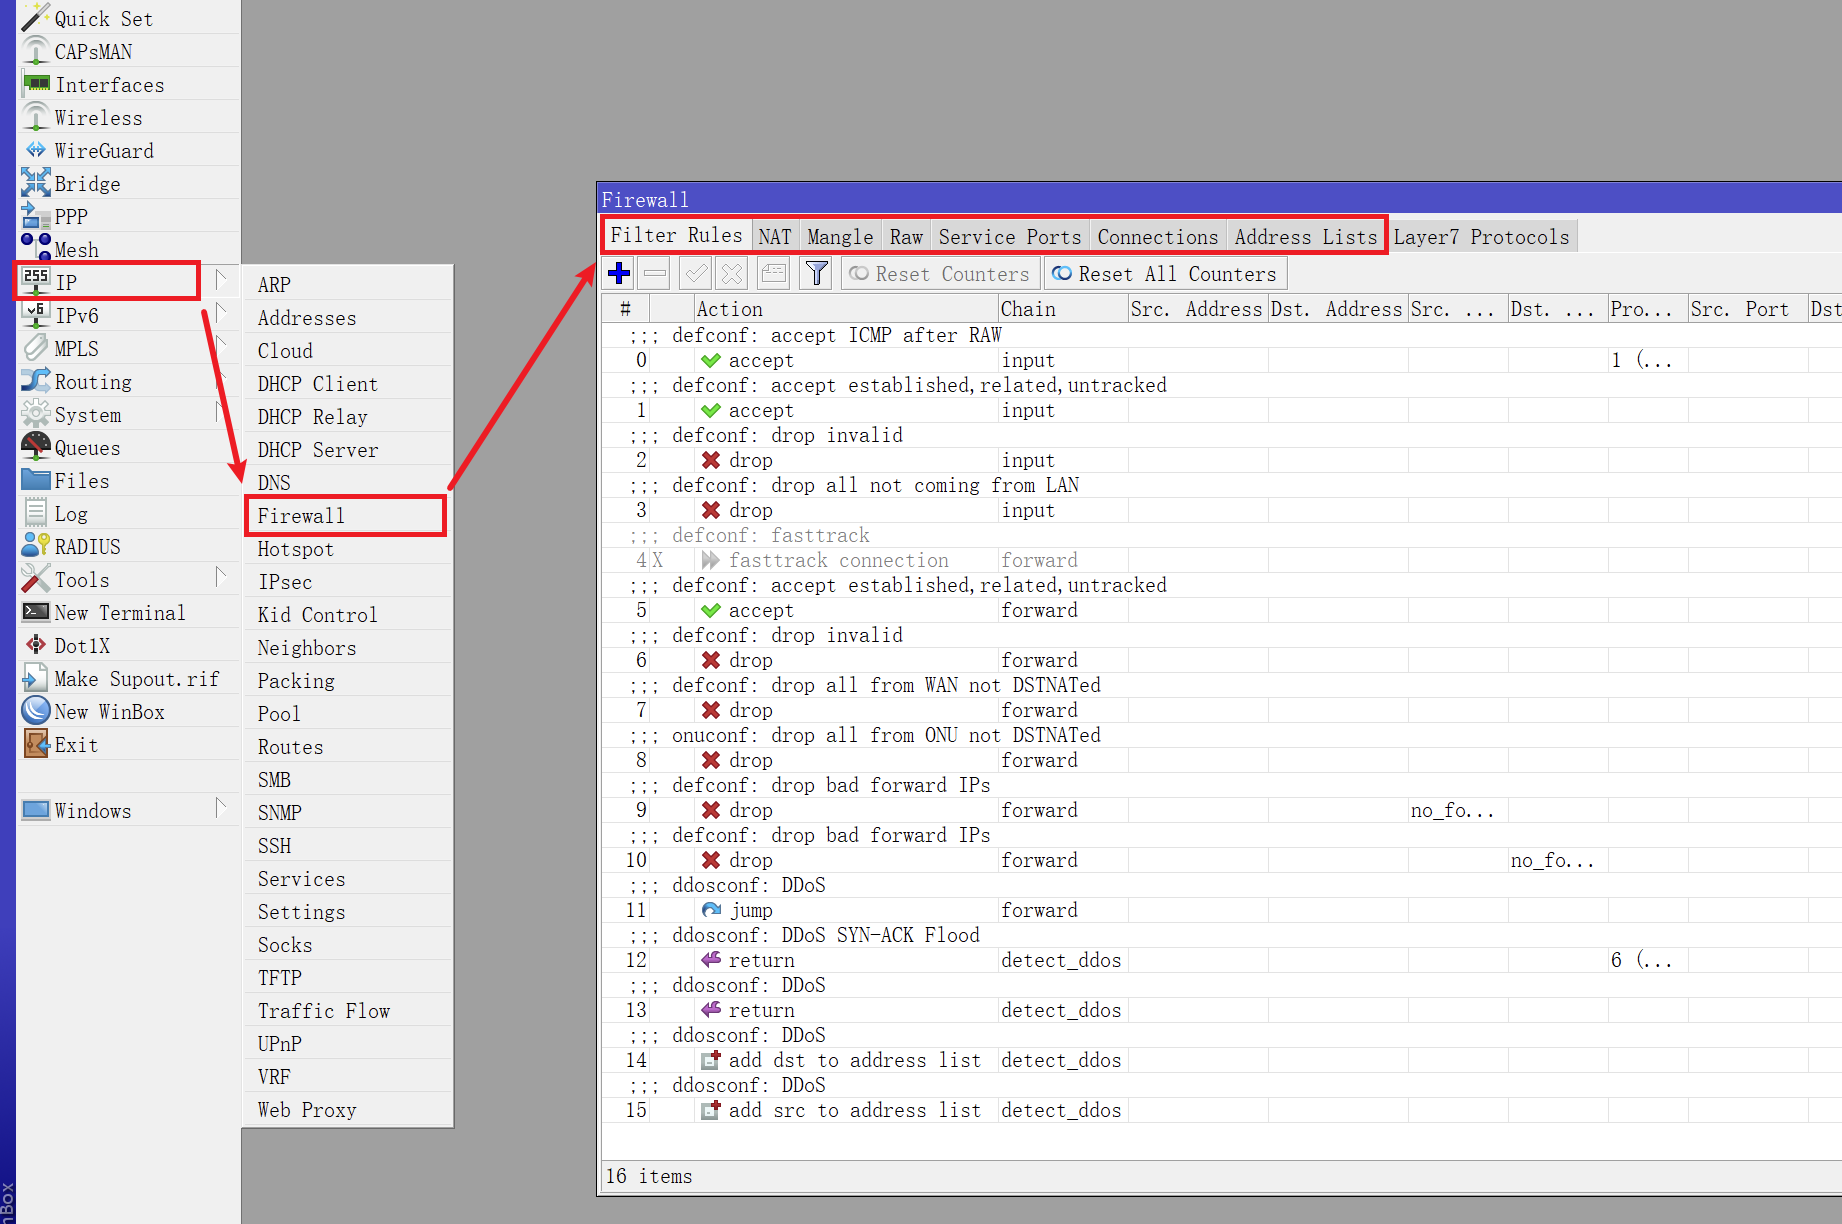 Quick Set
CAPsMAN
Interfaces
Wireless
WireGuard
Bridge
PPP
Mesh
255 IP
v6 IPv6
MPLS
Routing
System
Queues
Files
Log
RADIUS
Tools
New Terminal
Dot1X
Make Supout.rif
New WinBox
Exit
Windows
nBox
ARP
Addresses
Cloud
DHCP Client
DHCP Relay
DHCP Server
DNS
Firewall
Hotspot
IPsec
Kid Control
Neighbors
Packing
Pool
Routes
SMB
SNMP
SSH
Services
Settings
Socks
TFTP
Traffic Flow
UPnP
VRF
Web Proxy
Firewall
Filter Rules NAT Mangle Raw Service Ports Connections Address Lists Layer7 Protocols
Reset Counters Reset All Counters
# Action Chain Src. Address Dst. Address Src. ... Dst. ... Pro... Src. Port Dst
;;; defconf: accept ICMP after RAW
0 accept input 1 (...
;;; defconf: accept established,related,untracked
1 accept input
;;; defconf: drop invalid
2 drop input
;;; defconf: drop all not coming from LAN
3 drop input
;;; defconf: fasttrack
4 X fasttrack connection forward
;;; defconf: accept established,related,untracked
5 accept forward
;;; defconf: drop invalid
6 drop forward
;;; defconf: drop all from WAN not DSTNATed
7 drop forward
;;; onuconf: drop all from ONU not DSTNATed
8 drop forward
;;; defconf: drop bad forward IPs
9 drop forward no_fo...
;;; defconf: drop bad forward IPs
10 drop forward no_fo...
;;; ddosconf: DDoS
11 jump forward
;;; ddosconf: DDoS SYN-ACK Flood
12 return detect_ddos 6 (...
;;; ddosconf: DDoS
13 return detect_ddos
;;; ddosconf: DDoS
14 add dst to address list detect_ddos
;;; ddosconf: DDoS
15 add src to address list detect_ddos
16 items